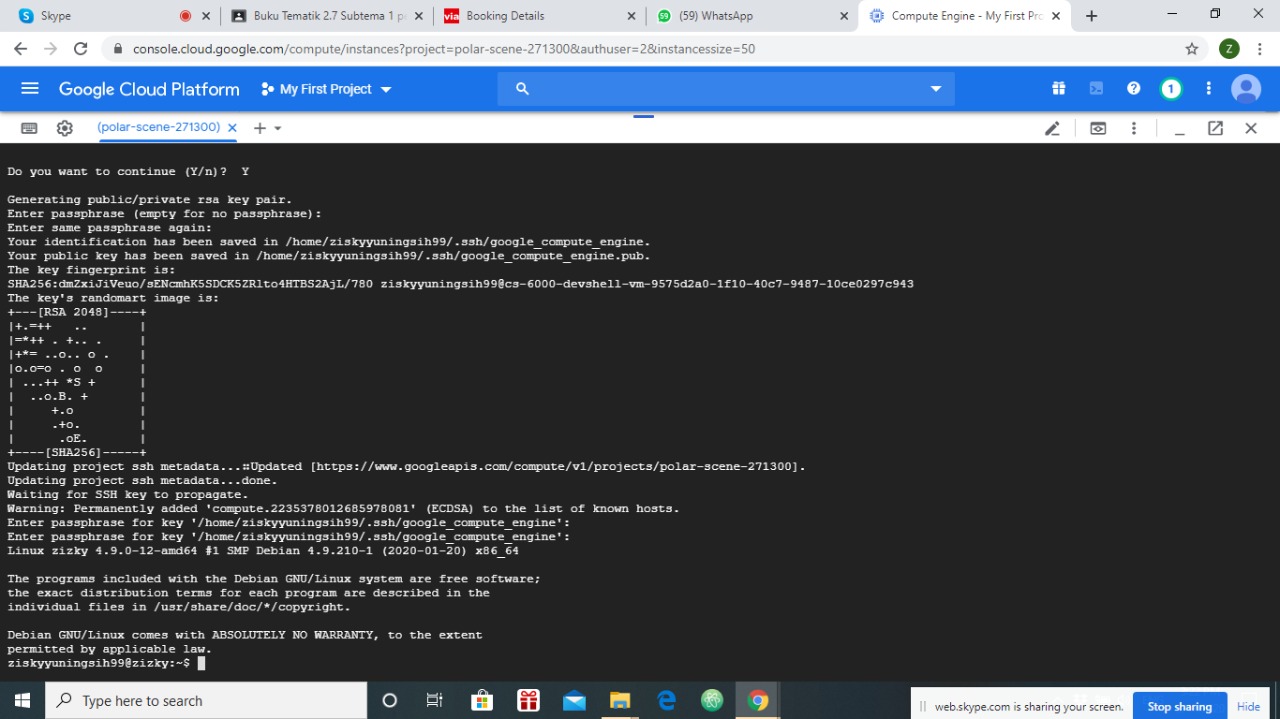 Skype
Buku Tematik 2.7 Subtema 1 p
via
Booking Details
59
(59) WhatsApp
Compute Engine - My First Pro
console.cloud.google.com/compute/instances?project=polar-scene-271300&authuser=2&instancessize=50
Z
Google Cloud Platform
My First Project
1
(polar-scene-271300)
Do you want to continue (Y/n)?  Y
Generating public/private rsa key pair.
Enter passphrase (empty for no passphrase):
Enter same passphrase again:
Your identification has been saved in /home/ziskyyuningsih99/.ssh/google_compute_engine.
Your public key has been saved in /home/ziskyyuningsih99/.ssh/google_compute_engine.pub.
The key fingerprint is:
SHA256:dmZxiJiVeuo/sENcmhK5SDCK5ZRlto4HTBS2AjL/780 ziskyyuningsih99@cs-6000-devshell-vm-9575d2a0-1f10-40c7-9487-10ce0297c943
The key's randomart image is:
+---[RSA 2048]----+
|+.=++   ..       |
|=*++ . +.. .     |
|+*= ..o.. o .    |
|o.o=o . o  o     |
| ...++ *S +      |
|  ..o.B. +       |
|     +.o         |
|     .+o.        |
|      .oE.       |
+----[SHA256]-----+
Updating project ssh metadata...⠶Updated [https://www.googleapis.com/compute/v1/projects/polar-scene-271300].
Updating project ssh metadata...done.
Waiting for SSH key to propagate.
Warning: Permanently added 'compute.2235378012685978081' (ECDSA) to the list of known hosts.
Enter passphrase for key '/home/ziskyyuningsih99/.ssh/google_compute_engine':
Enter passphrase for key '/home/ziskyyuningsih99/.ssh/google_compute_engine':
Linux zizky 4.9.0-12-amd64 #1 SMP Debian 4.9.210-1 (2020-01-20) x86_64
The programs included with the Debian GNU/Linux system are free software;
the exact distribution terms for each program are described in the
individual files in /usr/share/doc/*/copyright.
Debian GNU/Linux comes with ABSOLUTELY NO WARRANTY, to the extent
permitted by applicable law.
ziskyyuningsih99@zizky:~$
Type here to search
web.skype.com is sharing your screen.
Stop sharing
Hide